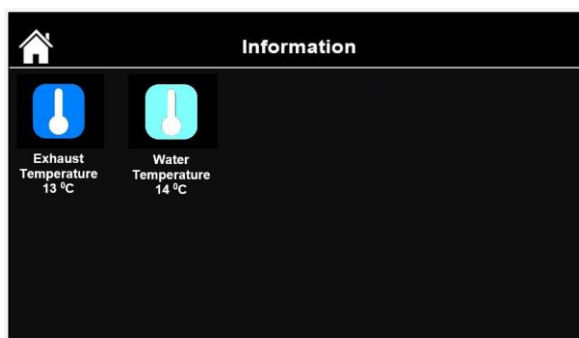 Information
Exhaust
Temperature
13 ⁰C
Water
Temperature
14 ⁰C